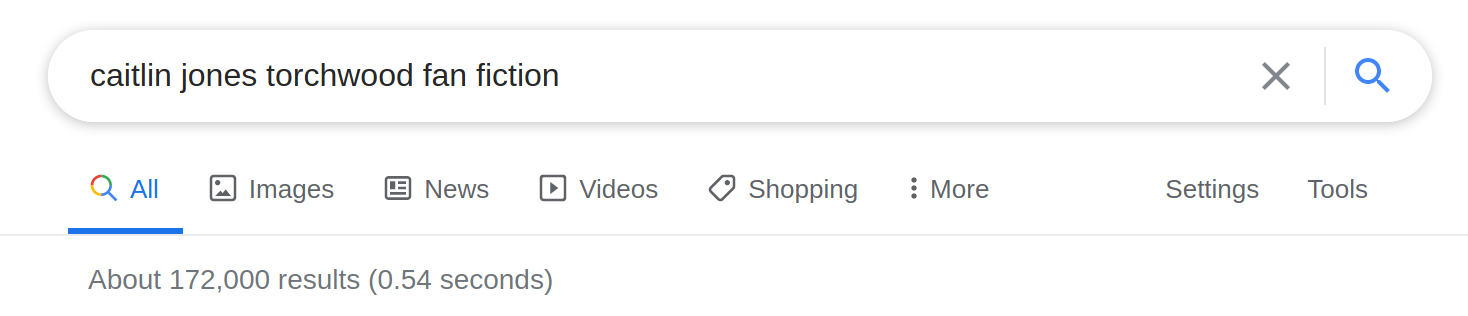 caitlin jones torchwood fan fiction
All Images News Videos Shopping More Settings Tools
About 172,000 results (0.54 seconds)